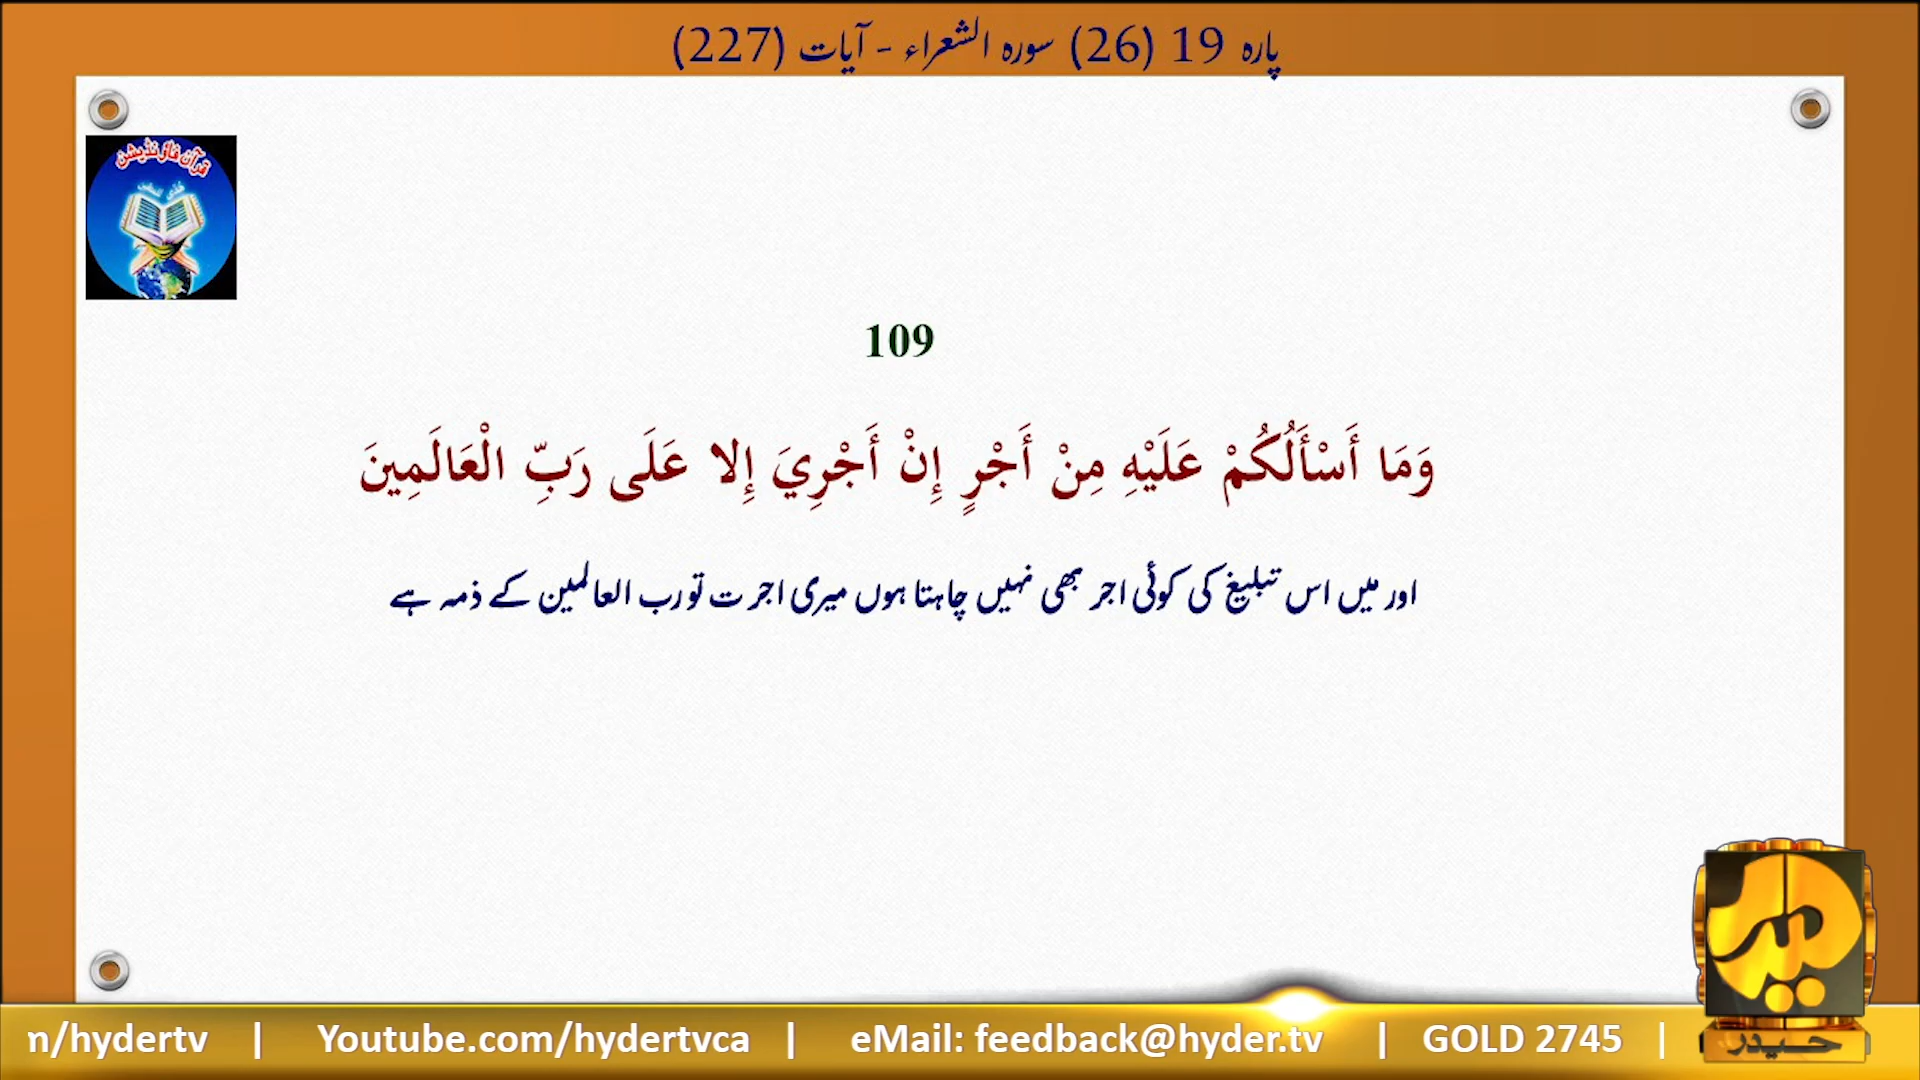 پارہ 19 (26) سورہ الشعراء - آیات (227)
قرآن فاؤنڈیشن
109
وَمَا أَسْأَلُكُمْ عَلَيْهِ مِنْ أَجْرٍ إِنْ أَجْرِيَ إِلا عَلَى رَبِّ الْعَالَمِينَ
اور میں اس تبلیغ کی کوئی اجر بھی نہیں چاہتا ہوں میری اجرت تو رب العالمین کے ذمہ ہے
n/hydertv | Youtube.com/hydertvca | eMail: feedback@hyder.tv | GOLD 2745 |
حیدر